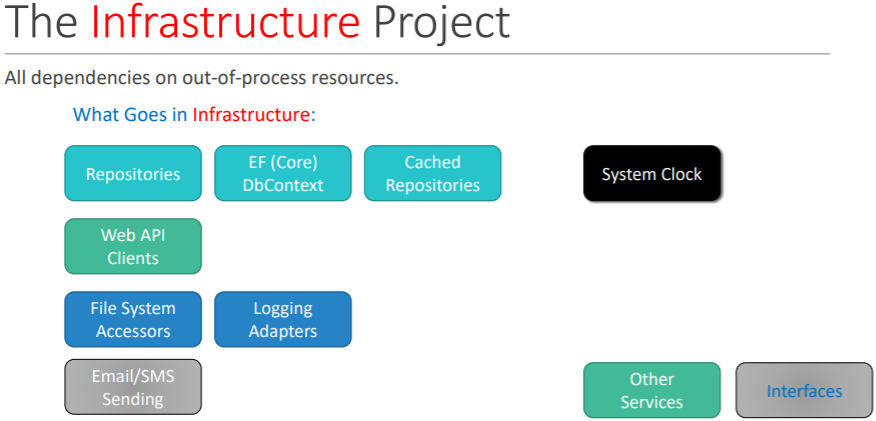 The Infrastructure Project
All dependencies on out-of-process resources.
What Goes in Infrastructure:
Repositories
EF (Core)
DbContext
Cached
Repositories
System Clock
Web API
Clients
File System
Accessors
Logging
Adapters
Email/SMS
Sending
Other
Services
Interfaces